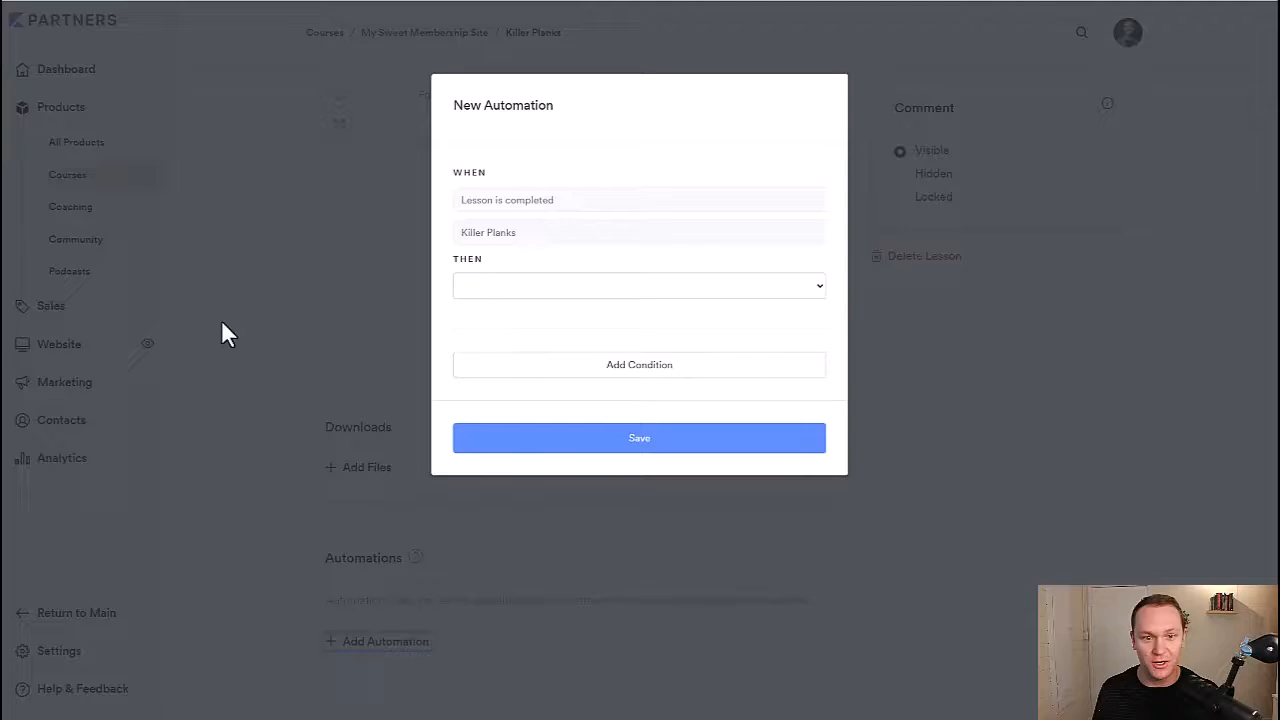 PARTNERS
Courses / My Sweet Membership Site / Killer Planks
Dashboard
Products
All Products
Courses
Coaching
Community
Podcasts
Sales
Website
Marketing
Contacts
Analytics
Return to Main
Settings
Help & Feedback
New Automation
WHEN
Lesson is completed
Killer Planks
THEN
Add Condition
Save
Comment
Visible
Hidden
Locked
Delete Lesson
Downloads
+ Add Files
Automations
+ Add Automation